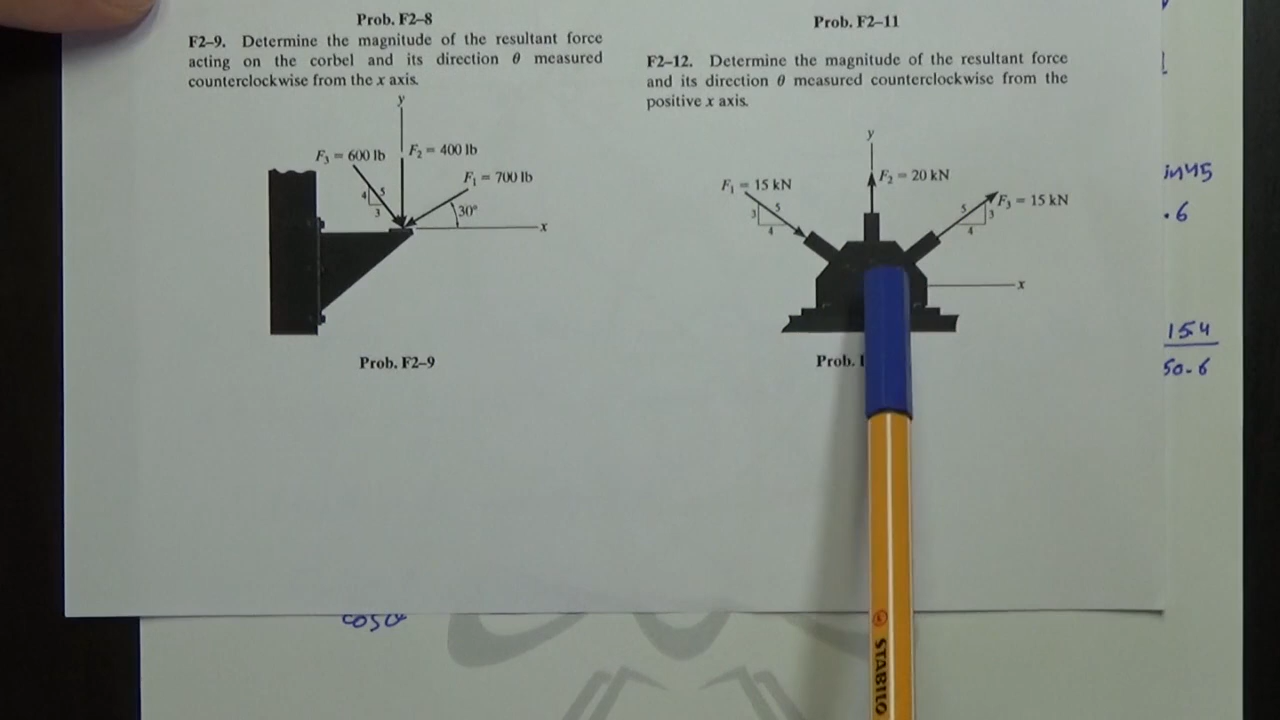 Prob. F2–8
F2–9. Determine the magnitude of the resultant force
acting on the corbel and its direction θ measured
counterclockwise from the x axis.
y
F₃ = 600 lb
F₂ = 400 lb
F₁ = 700 lb
4
5
3
30°
x
Prob. F2–9
Prob. F2–11
F2–12. Determine the magnitude of the resultant force
and its direction θ measured counterclockwise from the
positive x axis.
y
F₁ = 15 kN
F₂ = 20 kN
F₃ = 15 kN
3
5
4
5
3
4
x
Prob.
in45
.6
15.4
50.6
cosα
STABILO